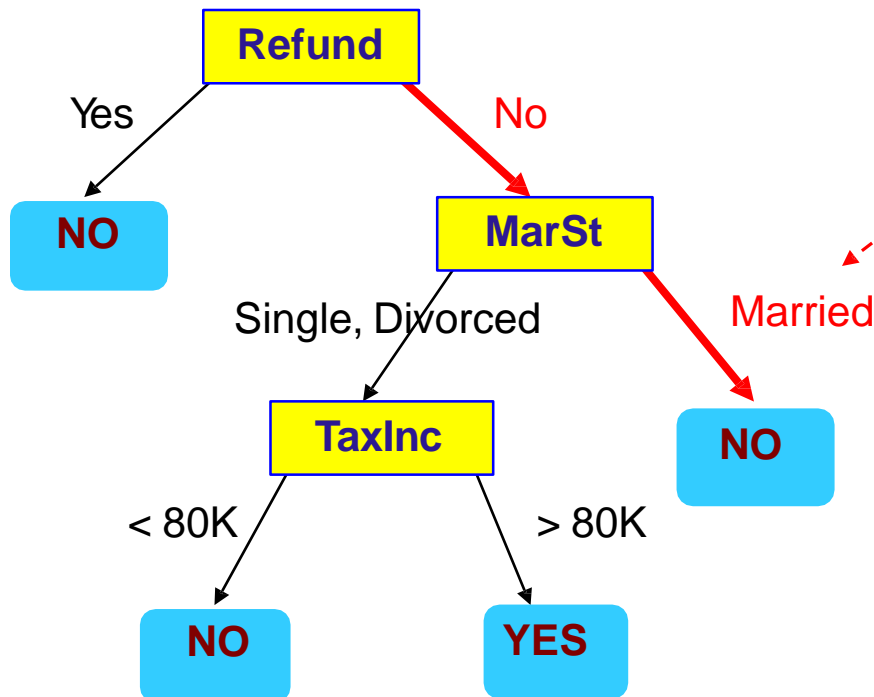 Refund
Yes
No
NO
MarSt
Single, Divorced
Married
TaxInc
NO
< 80K
> 80K
NO
YES